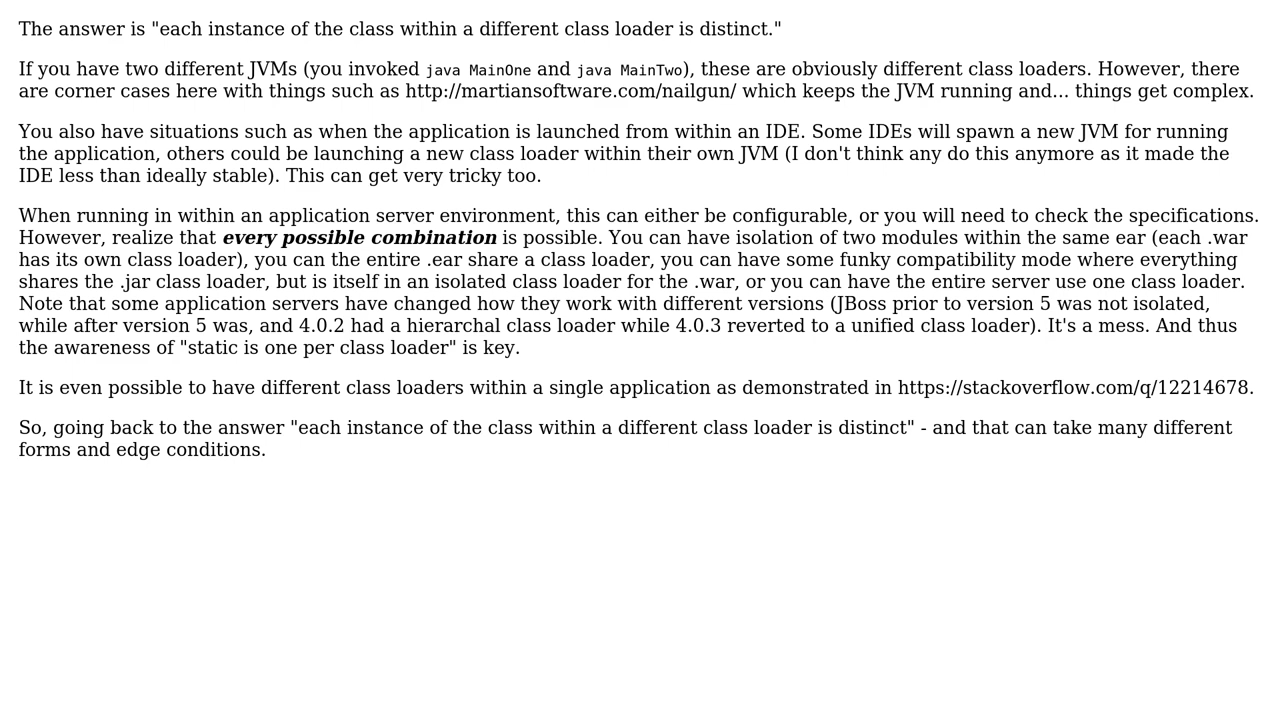 The answer is "each instance of the class within a different class loader is distinct."
If you have two different JVMs (you invoked java MainOne and java MainTwo), these are obviously different class loaders. However, there
are corner cases here with things such as http://martiansoftware.com/nailgun/ which keeps the JVM running and... things get complex.
You also have situations such as when the application is launched from within an IDE. Some IDEs will spawn a new JVM for running
the application, others could be launching a new class loader within their own JVM (I don't think any do this anymore as it made the
IDE less than ideally stable). This can get very tricky too.
When running in within an application server environment, this can either be configurable, or you will need to check the specifications.
However, realize that every possible combination is possible. You can have isolation of two modules within the same ear (each .war
has its own class loader), you can the entire .ear share a class loader, you can have some funky compatibility mode where everything
shares the .jar class loader, but is itself in an isolated class loader for the .war, or you can have the entire server use one class loader.
Note that some application servers have changed how they work with different versions (JBoss prior to version 5 was not isolated,
while after version 5 was, and 4.0.2 had a hierarchal class loader while 4.0.3 reverted to a unified class loader). It's a mess. And thus
the awareness of "static is one per class loader" is key.
It is even possible to have different class loaders within a single application as demonstrated in https://stackoverflow.com/q/12214678.
So, going back to the answer "each instance of the class within a different class loader is distinct" - and that can take many different
forms and edge conditions.